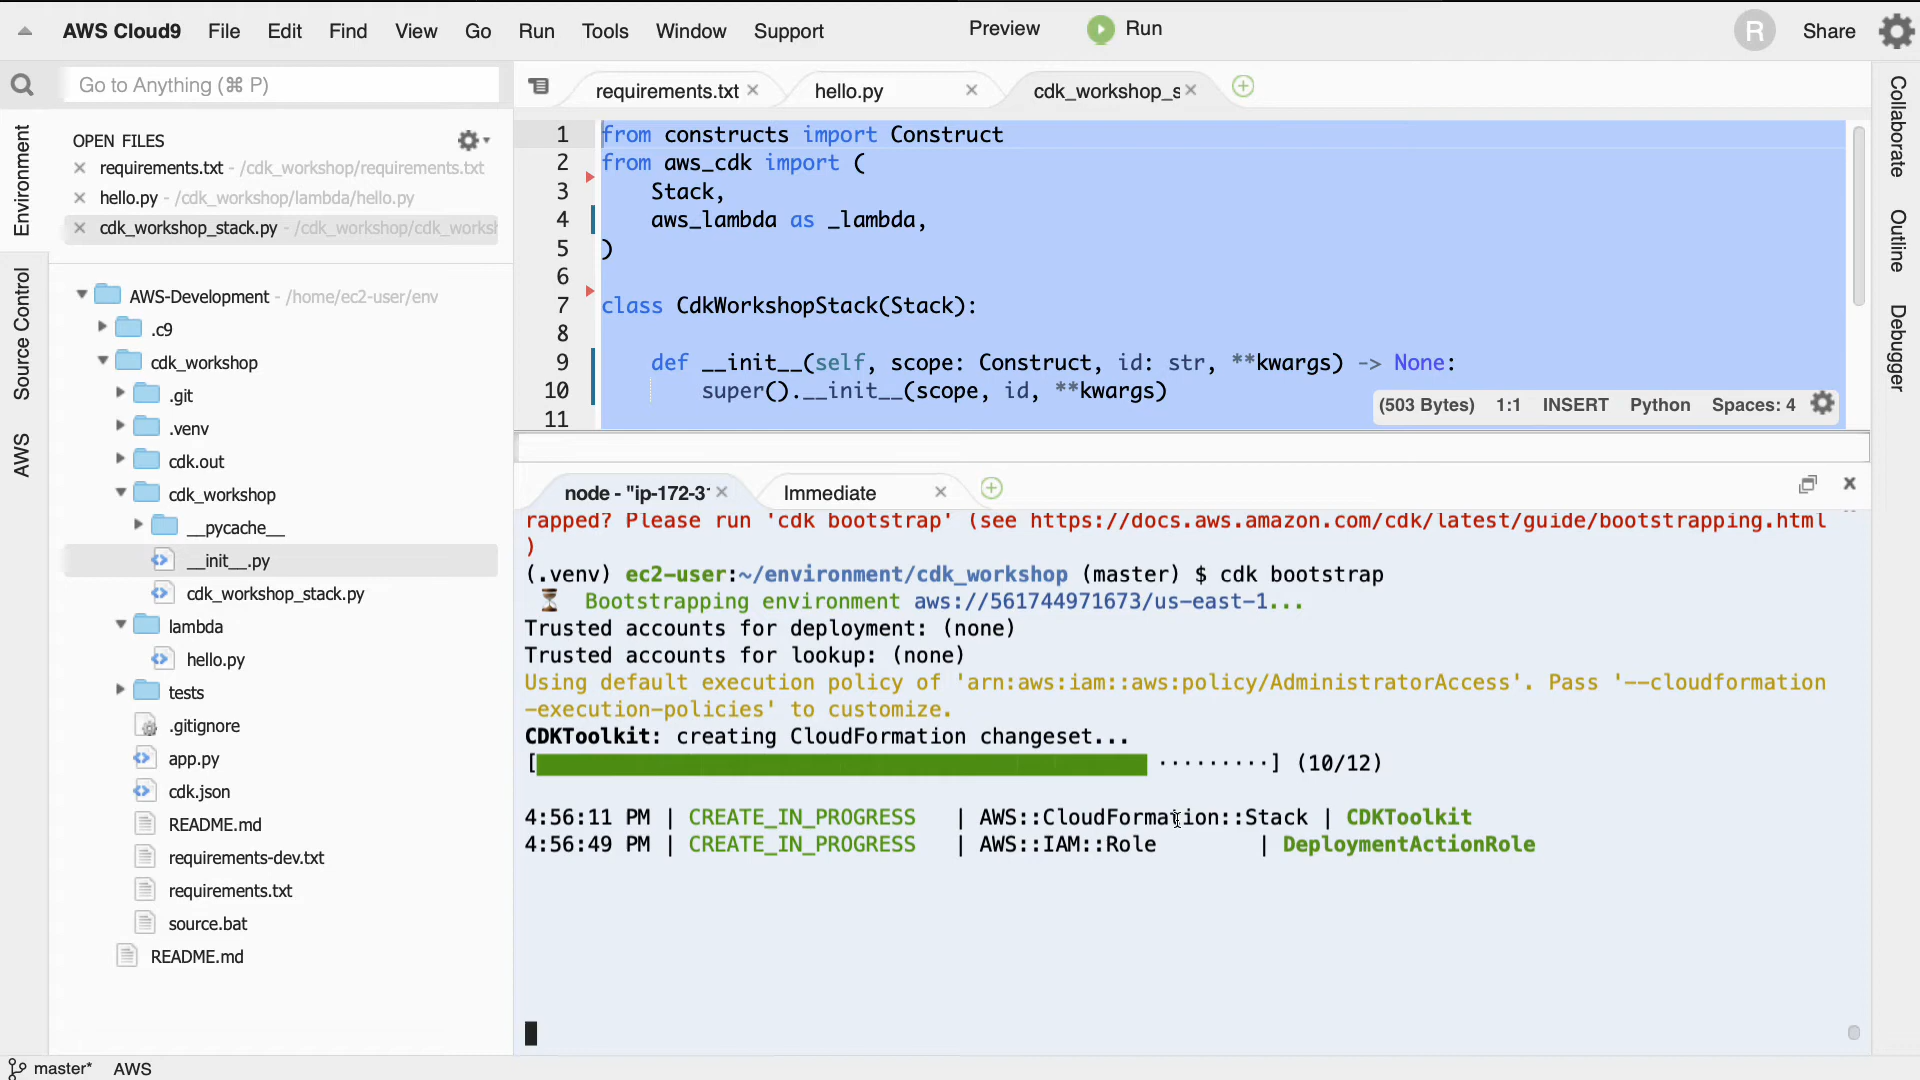 AWS Cloud9 File Edit Find View Go Run Tools Window Support Preview Run R Share
Go to Anything (⌘ P)
Environment
Source Control
AWS
OPEN FILES
requirements.txt - /cdk_workshop/requirements.txt
hello.py - /cdk_workshop/lambda/hello.py
cdk_workshop_stack.py - /cdk_workshop/cdk_worksh
AWS-Development - /home/ec2-user/env
.c9
cdk_workshop
.git
.venv
cdk.out
cdk_workshop
__pycache__
__init__.py
cdk_workshop_stack.py
lambda
hello.py
tests
.gitignore
app.py
cdk.json
README.md
requirements-dev.txt
requirements.txt
source.bat
README.md
requirements.txt hello.py cdk_workshop_s
1 from constructs import Construct
2 from aws_cdk import (
3 Stack,
4 aws_lambda as _lambda,
5 )
6
7 class CdkWorkshopStack(Stack):
8
9 def __init__(self, scope: Construct, id: str, **kwargs) -> None:
10 super().__init__(scope, id, **kwargs)
11
(503 Bytes) 1:1 INSERT Python Spaces: 4
node - "ip-172-31 Immediate
rapped? Please run 'cdk bootstrap' (see https://docs.aws.amazon.com/cdk/latest/guide/bootstrapping.html
)
(.venv) ec2-user:~/environment/cdk_workshop (master) $ cdk bootstrap
⏳ Bootstrapping environment aws://561744971673/us-east-1...
Trusted accounts for deployment: (none)
Trusted accounts for lookup: (none)
Using default execution policy of 'arn:aws:iam::aws:policy/AdministratorAccess'. Pass '--cloudformation
-execution-policies' to customize.
CDKToolkit: creating CloudFormation changeset...
[ ·········] (10/12)
4:56:11 PM | CREATE_IN_PROGRESS | AWS::CloudFormation::Stack | CDKToolkit
4:56:49 PM | CREATE_IN_PROGRESS | AWS::IAM::Role | DeploymentActionRole
Collaborate
Outline
Debugger
master* AWS